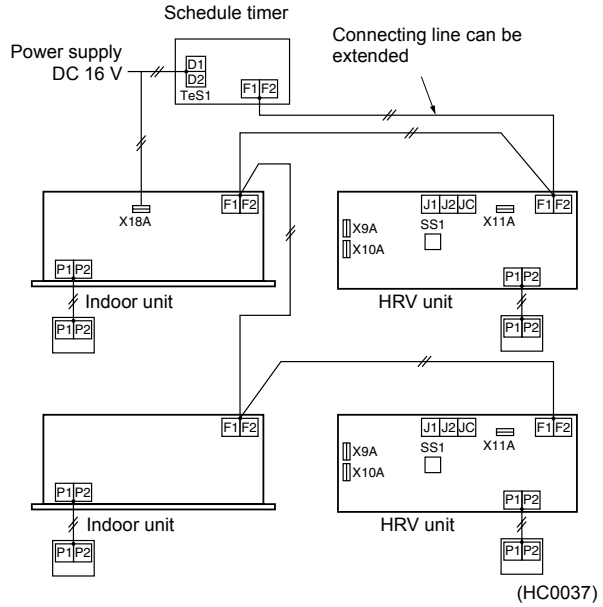 Schedule timer
Connecting line can be
extended
Power supply
DC 16 V
D1
D2
TeS1
F1 F2
X18A
F1 F2
P1 P2
Indoor unit
P1 P2
J1 J2 JC
SS1
X11A
F1 F2
X9A
X10A
P1 P2
HRV unit
P1 P2
F1 F2
P1 P2
Indoor unit
P1 P2
J1 J2 JC
SS1
X11A
F1 F2
X9A
X10A
P1 P2
HRV unit
P1 P2
(HC0037)